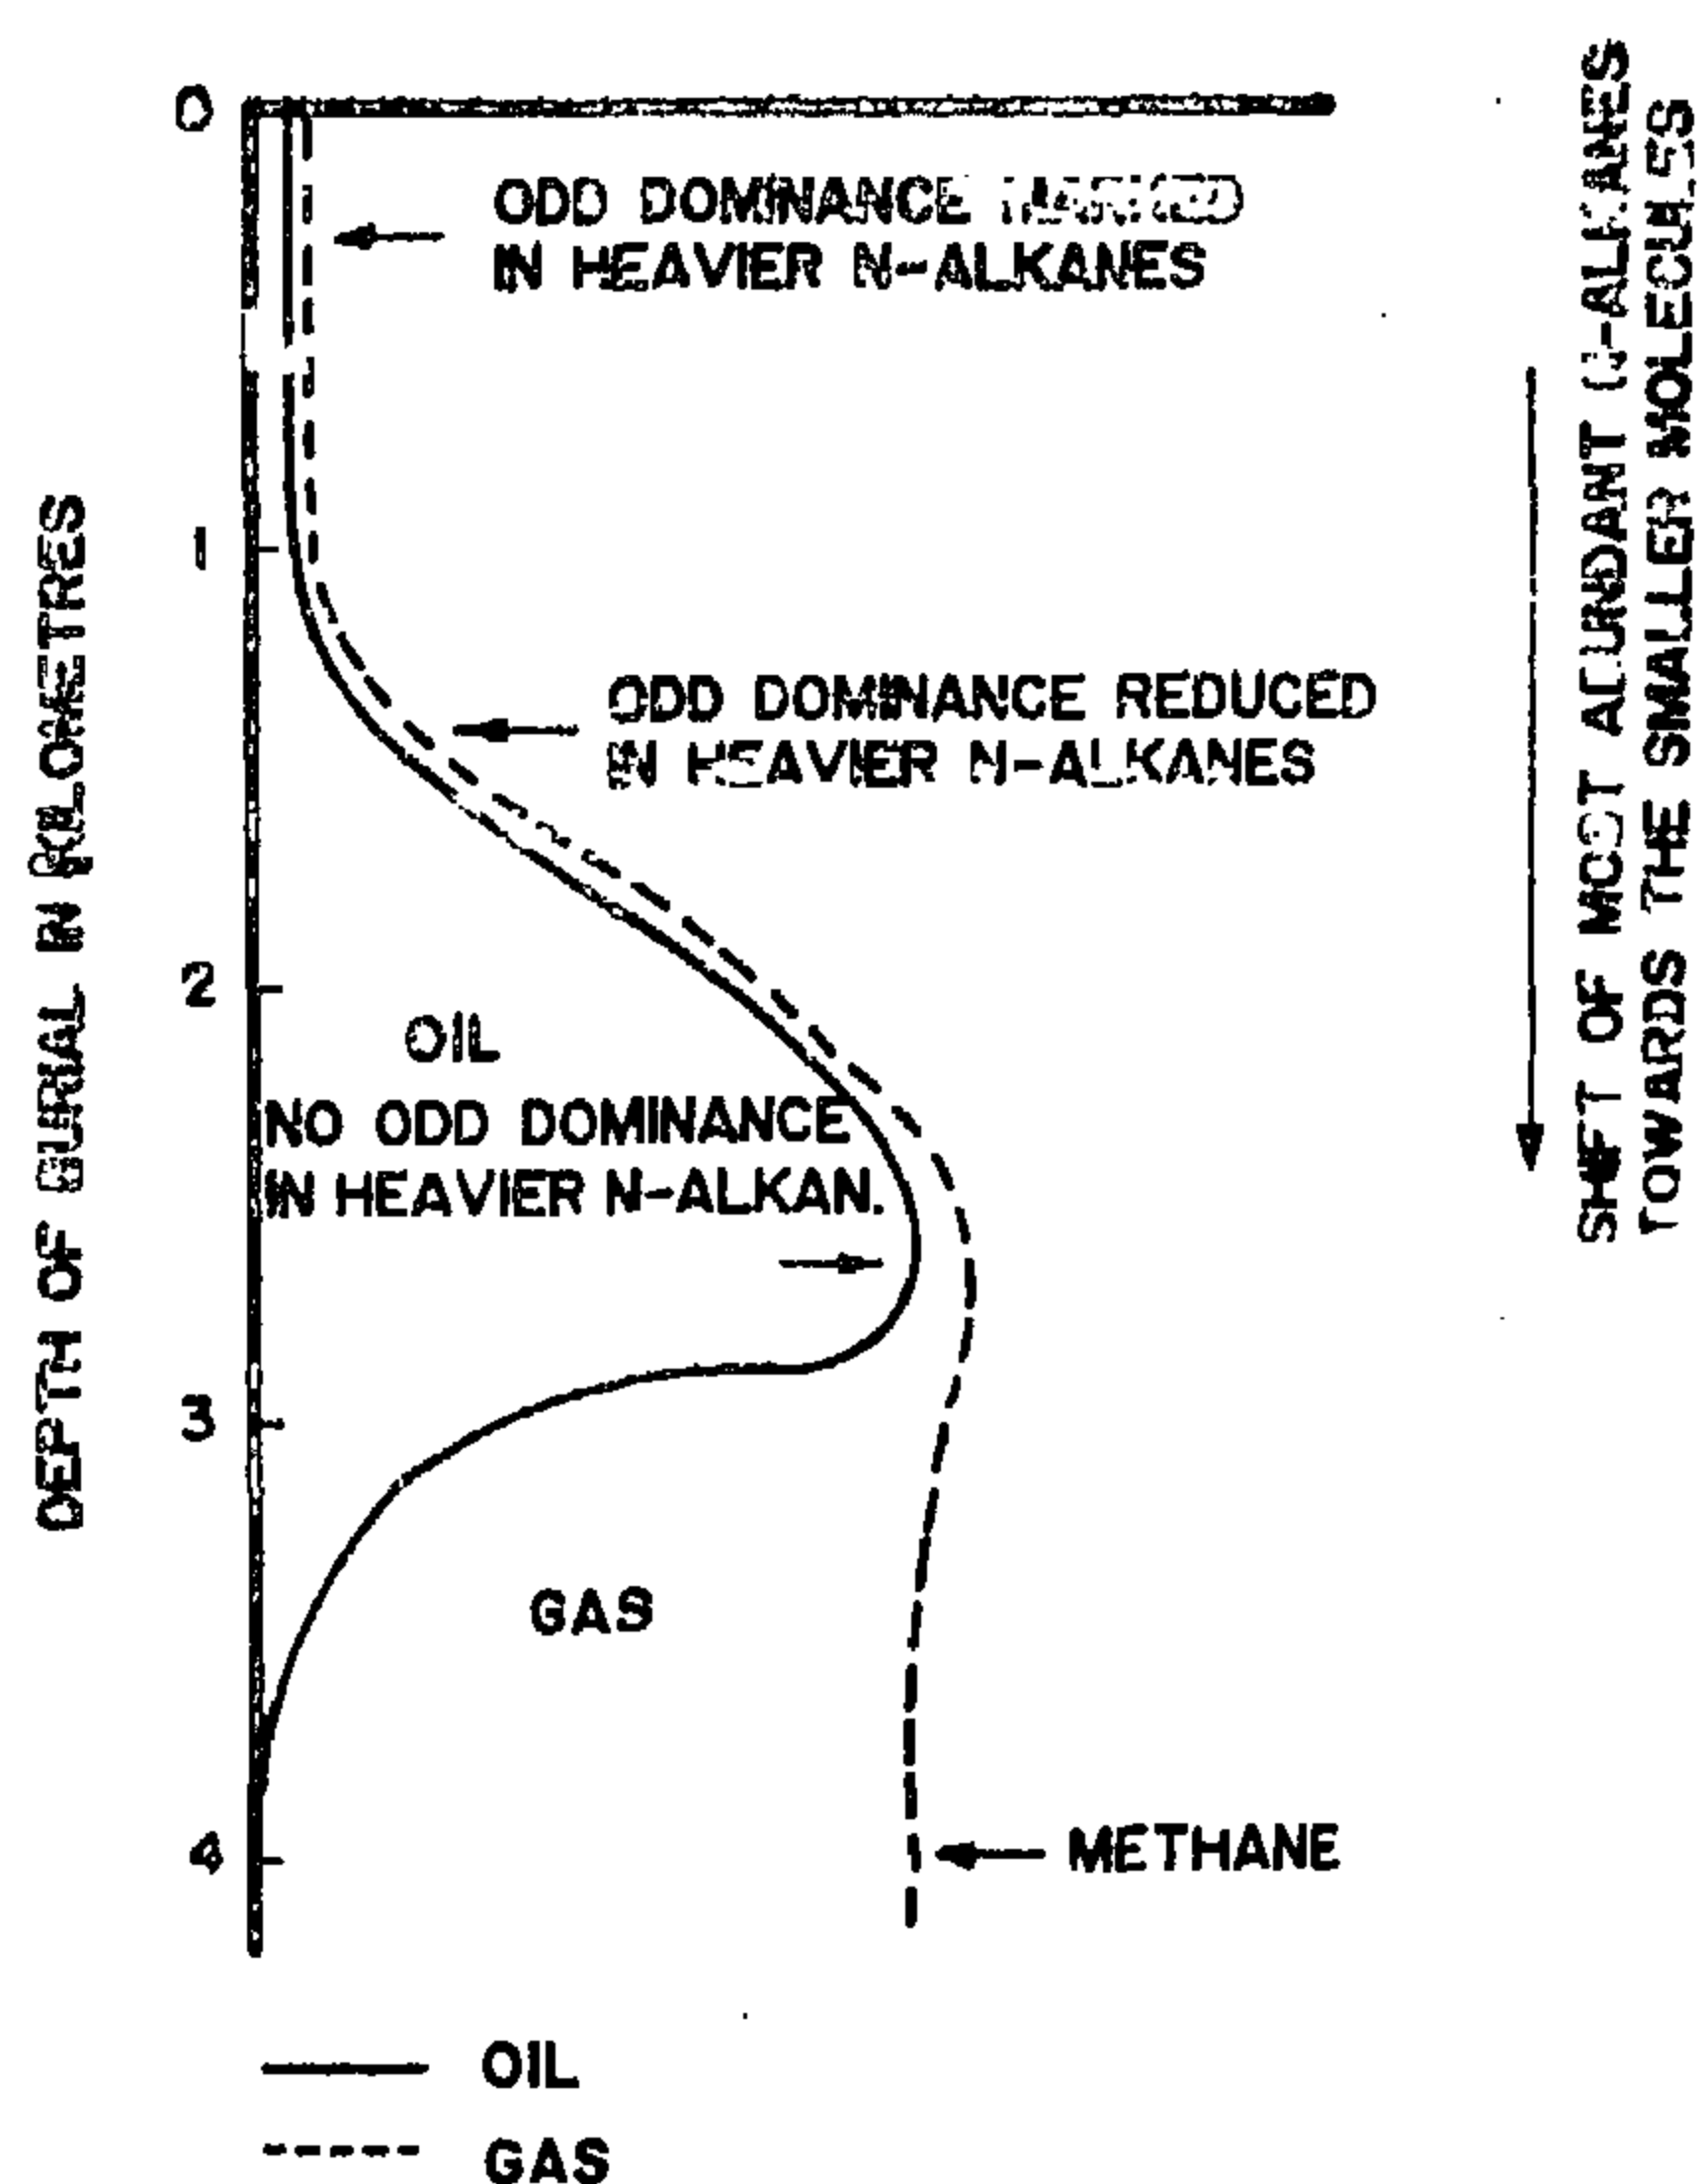 0
ODD DOMINANCE
IN HEAVIER N-ALKANES
1
ODD DOMINANCE REDUCED
IN HEAVIER N-ALKANES
2
OIL
NO ODD DOMINANCE
IN HEAVIER N-ALKAN.
3
GAS
4
METHANE
OIL
GAS
DEPTH OF BURIAL IN KILOMETRES
SHIFT OF MOST ABUNDANT N-ALKANES
TOWARDS THE SMALLER MOLECULES